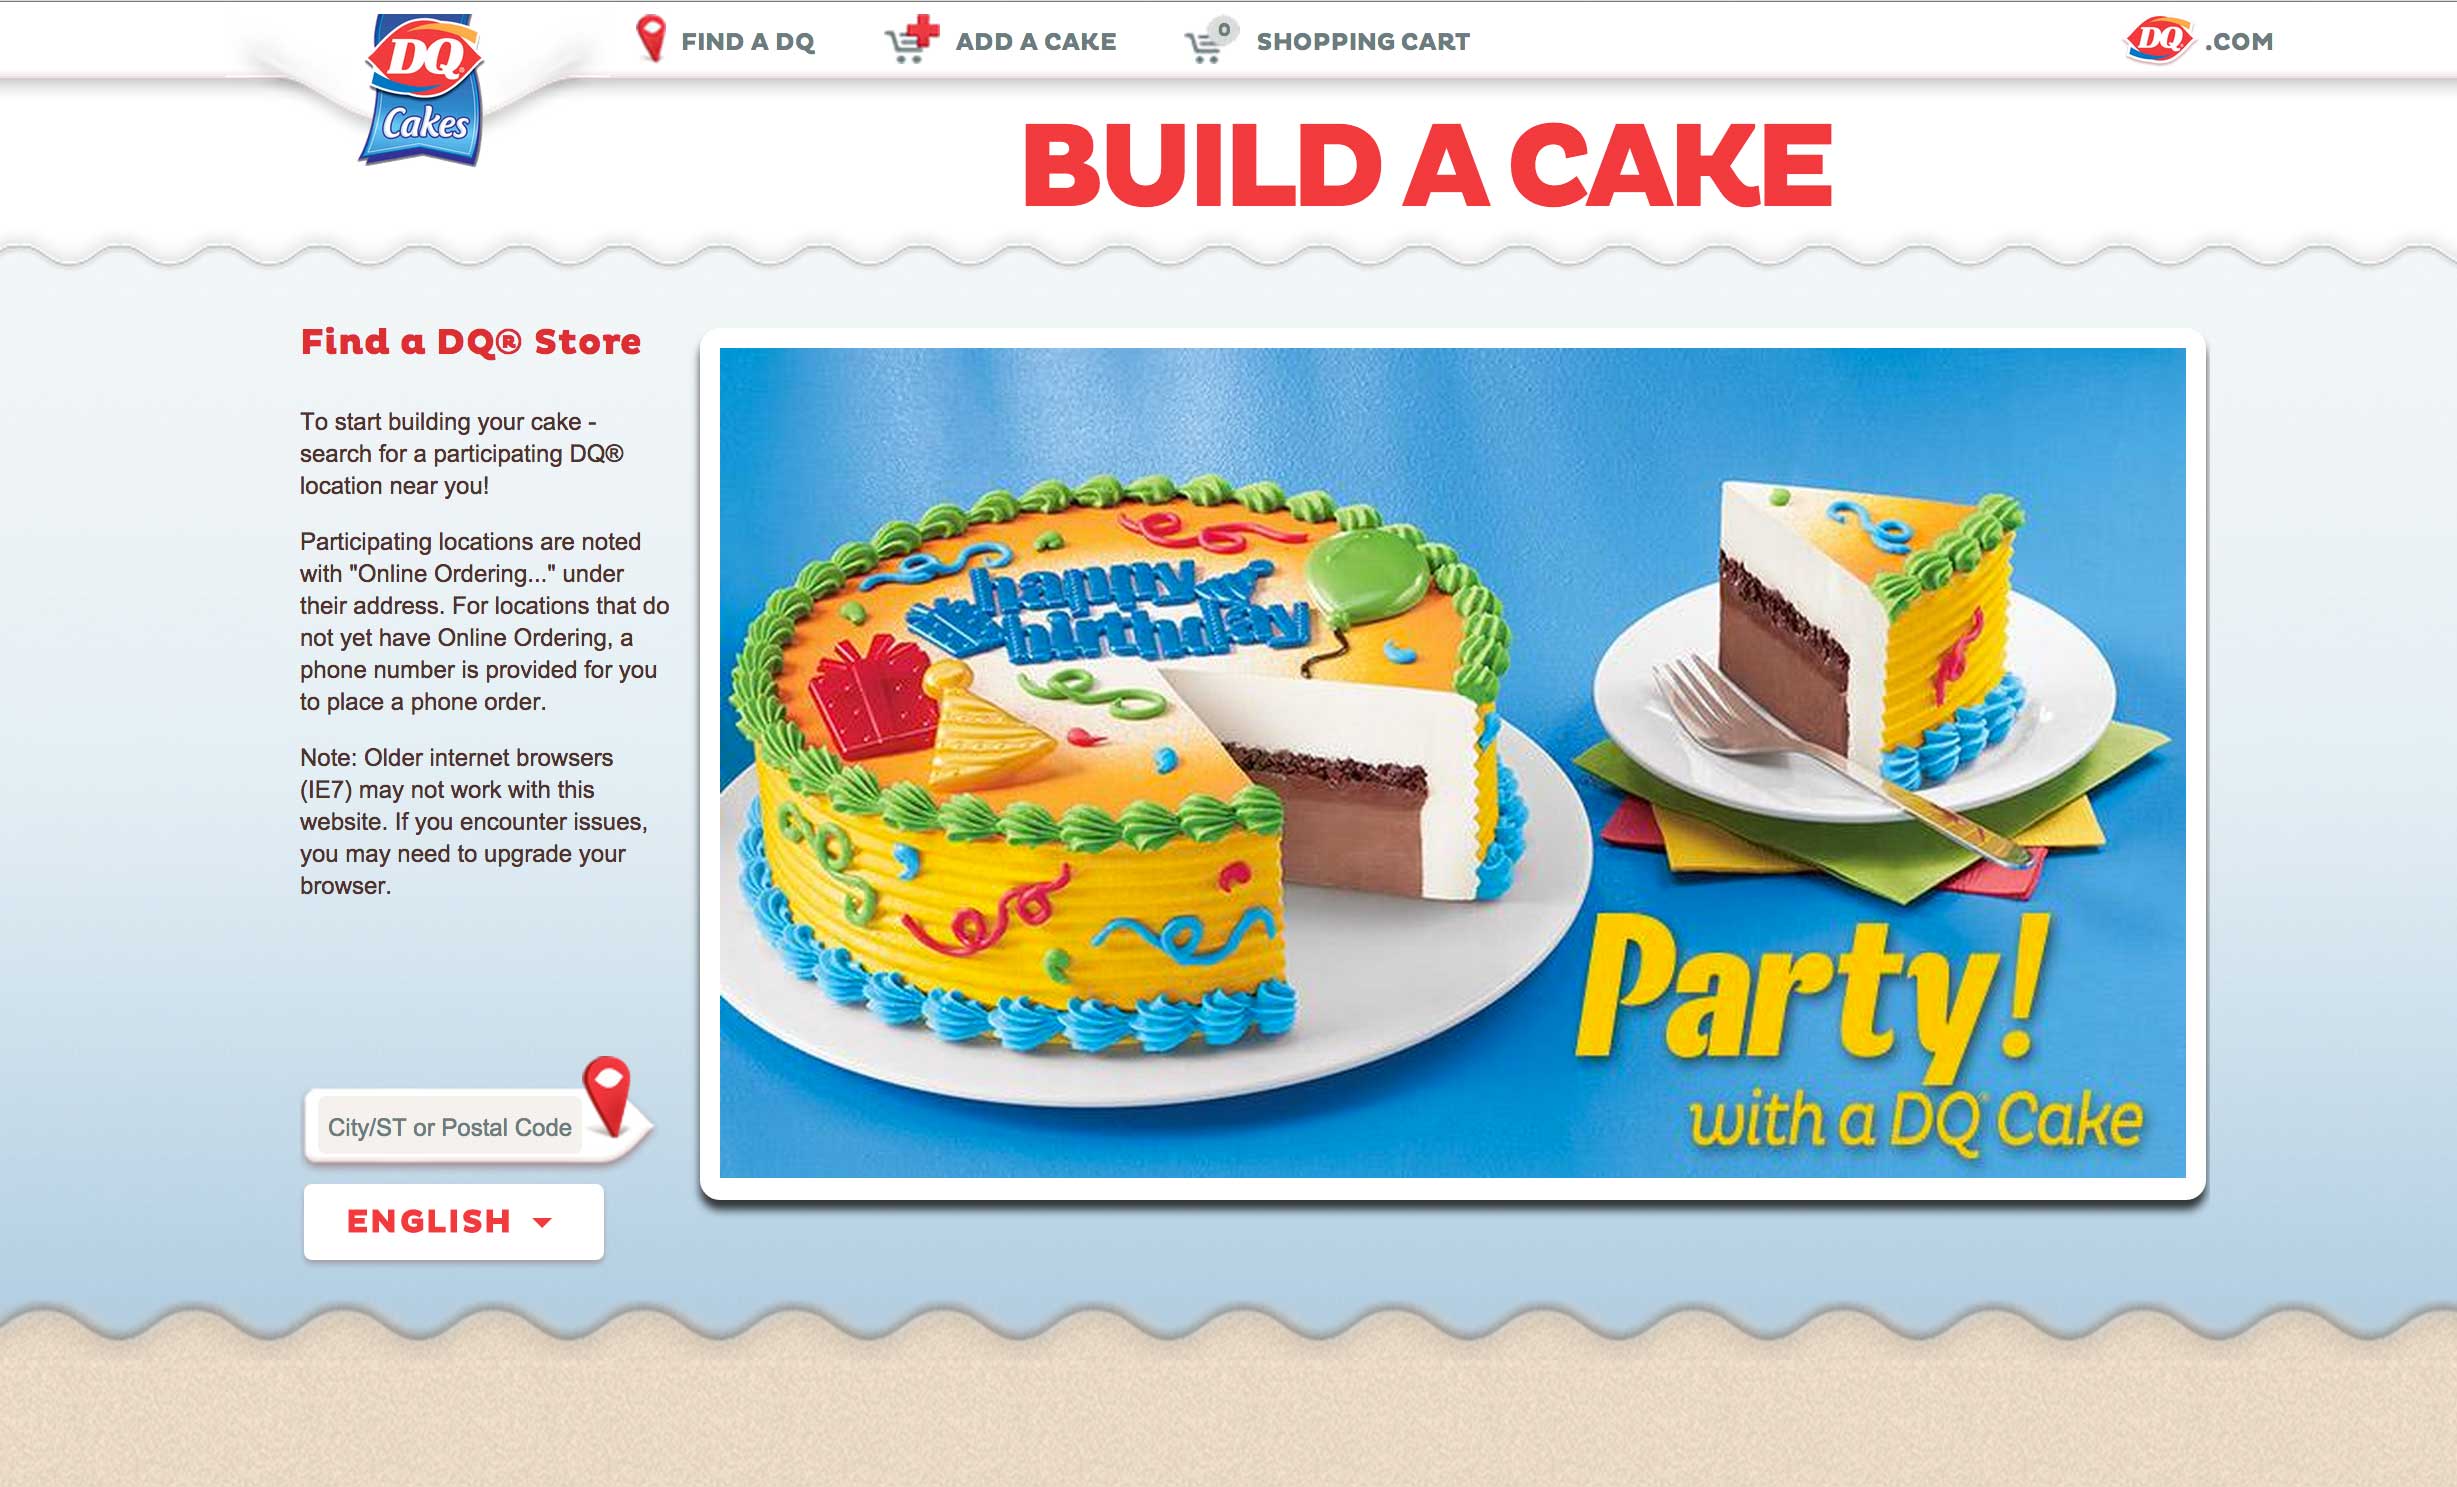 DQ®
Cakes
FIND A DQ
ADD A CAKE
0
SHOPPING CART
DQ.
.COM
BUILD A CAKE
Find a DQ® Store
To start building your cake -
search for a participating DQ®
location near you!
Participating locations are noted
with "Online Ordering..." under
their address. For locations that do
not yet have Online Ordering, a
phone number is provided for you
to place a phone order.
Note: Older internet browsers
(IE7) may not work with this
website. If you encounter issues,
you may need to upgrade your
browser.
City/ST or Postal Code
ENGLISH
happy
birthday
Party!
with a DQ® Cake